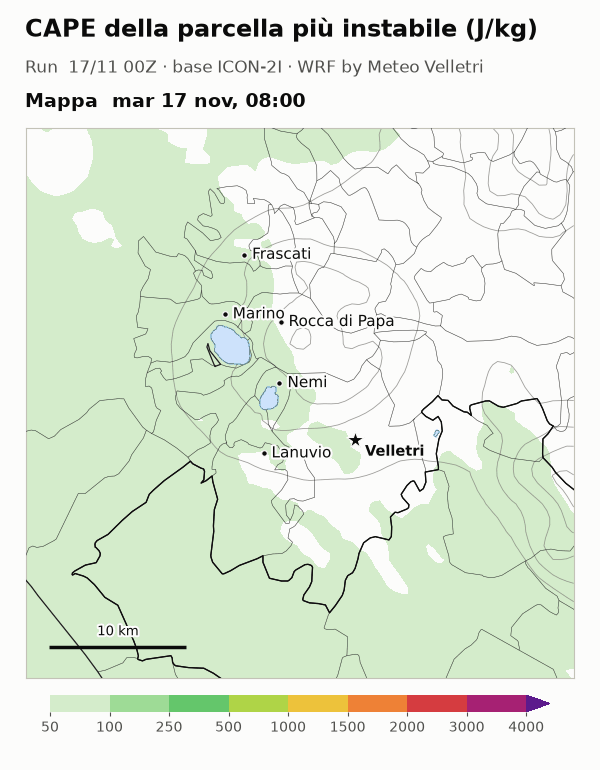 CAPE della parcella più instabile (J/kg)
Run  17/11 00Z · base ICON-2I · WRF by Meteo Velletri
Mappa  mar 17 nov, 08:00
Frascati
Marino
Rocca di Papa
Nemi
Velletri
Lanuvio
10 km
50 100 250 500 1000 1500 2000 3000 4000